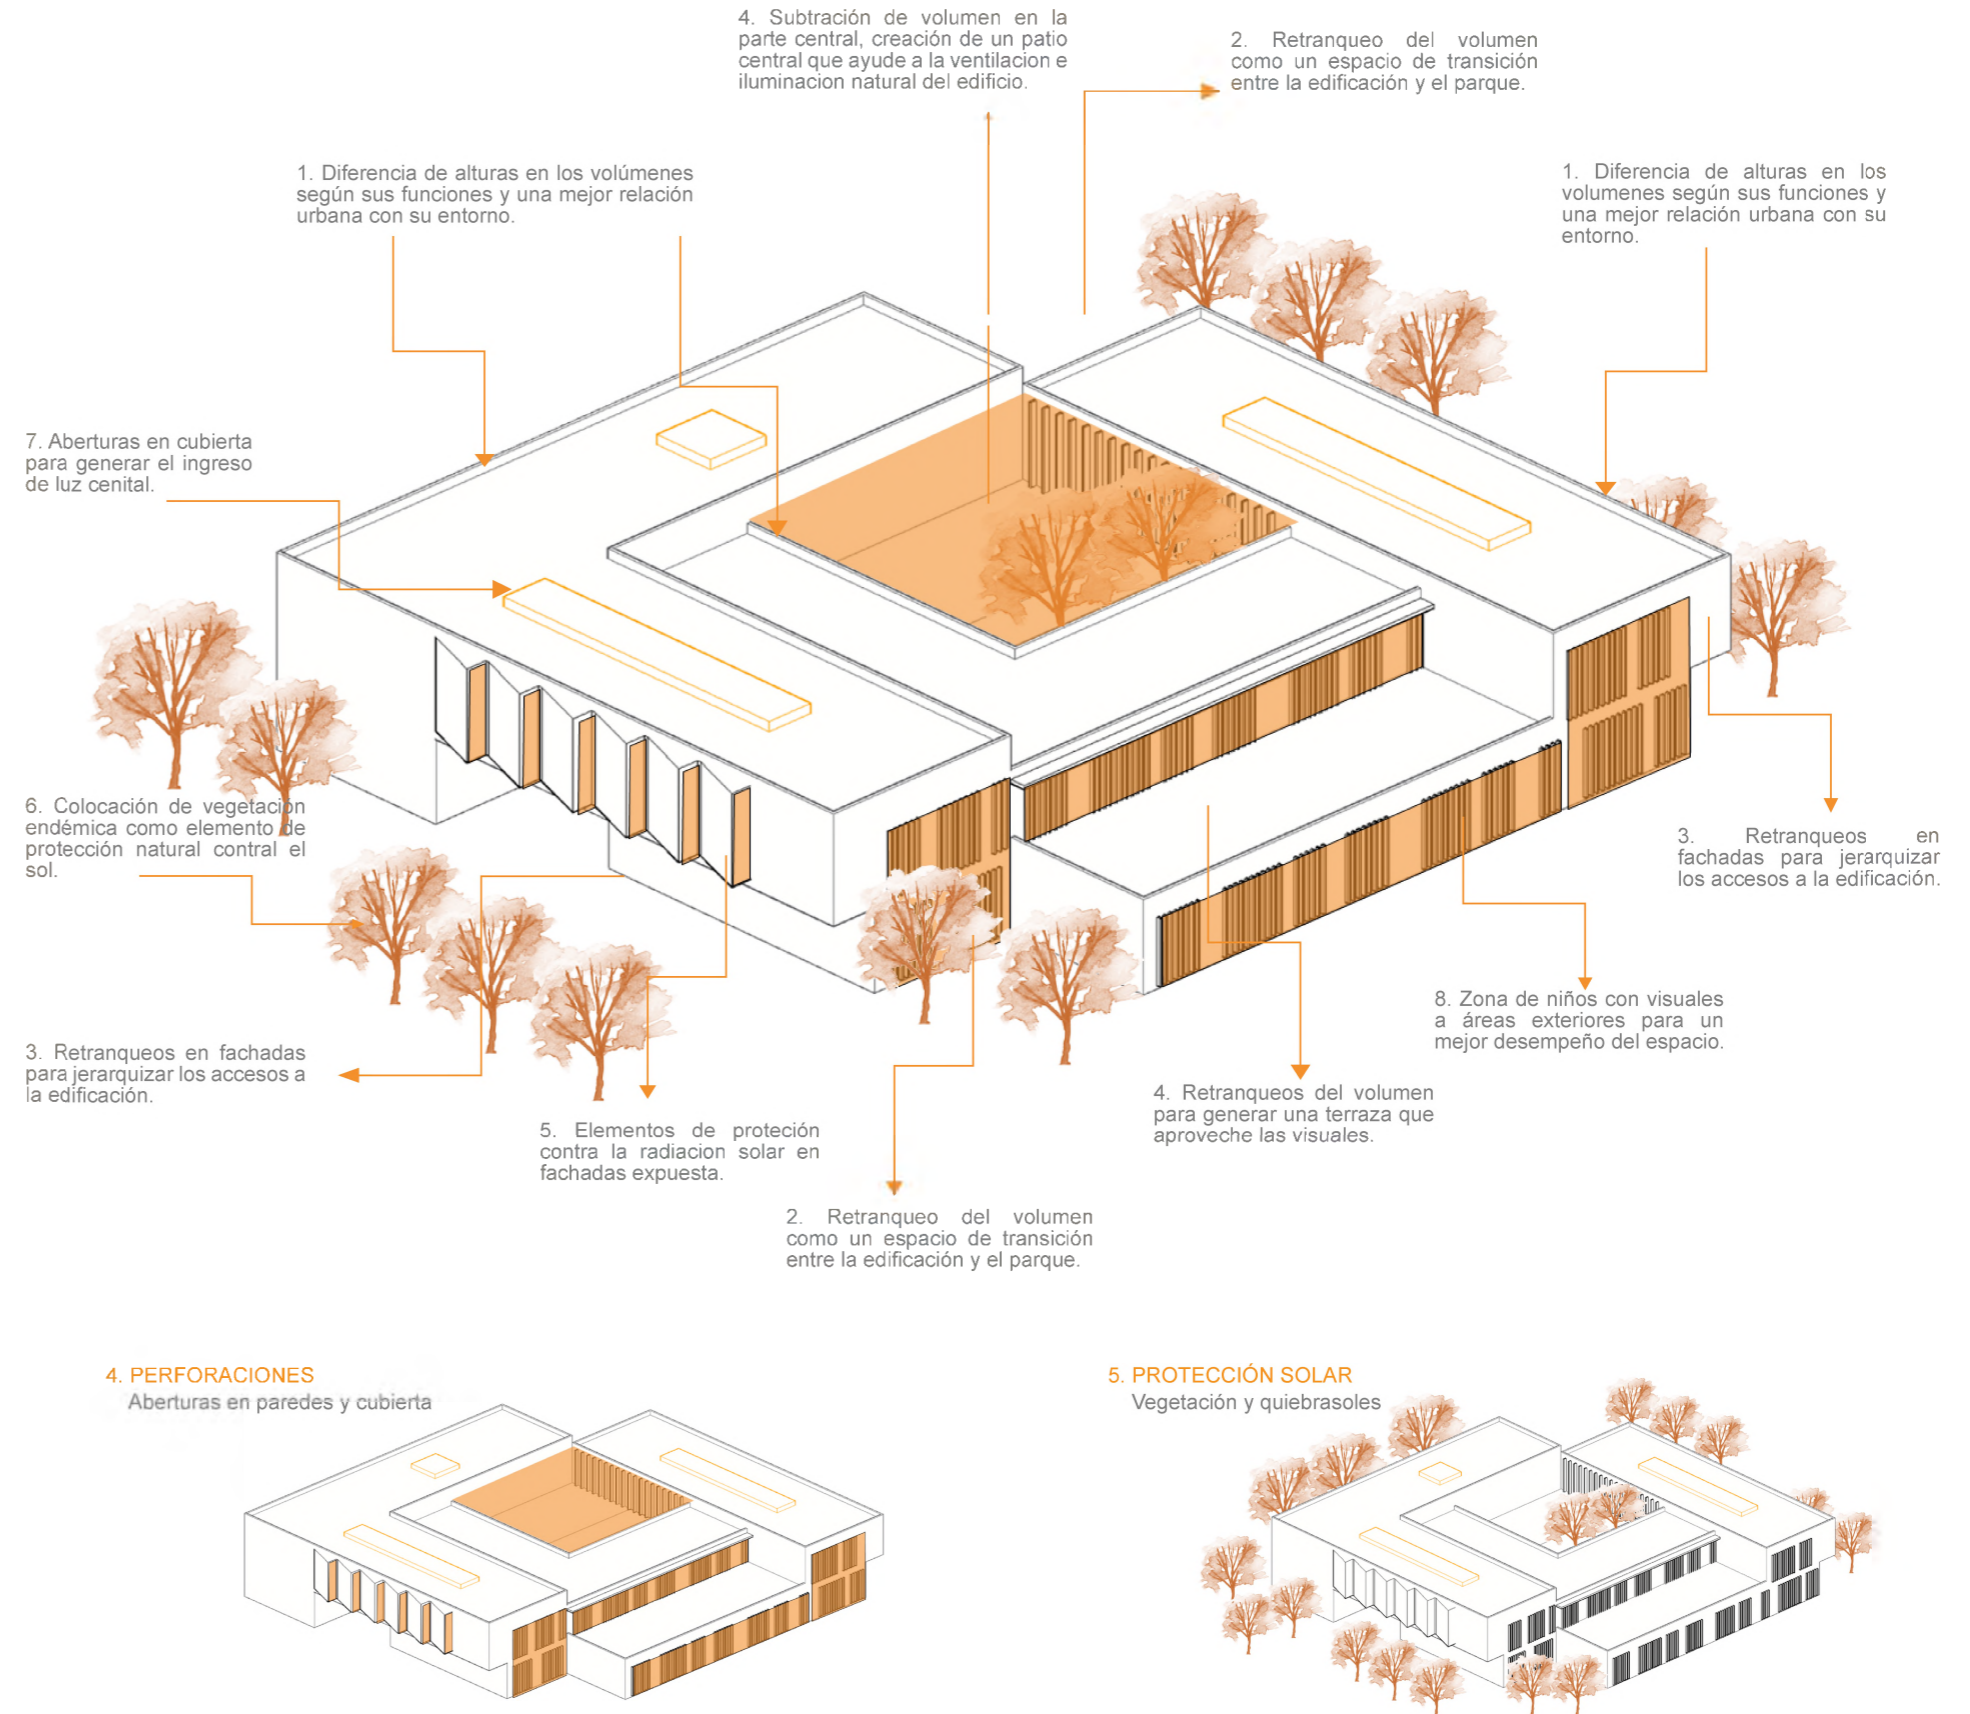 4. Subtración de volumen en la
parte central, creación de un patio
central que ayude a la ventilacion e
iluminacion natural del edificio.
2. Retranqueo del volumen
como un espacio de transición
entre la edificación y el parque.
1. Diferencia de alturas en los volúmenes
según sus funciones y una mejor relación
urbana con su entorno.
1. Diferencia de alturas en los
volumenes según sus funciones y
una mejor relación urbana con su
entorno.
7. Aberturas en cubierta
para generar el ingreso
de luz cenital.
6. Colocación de vegetación
endémica como elemento de
protección natural contral el
sol.
3. Retranqueos en
fachadas para jerarquizar
los accesos a la edificación.
8. Zona de niños con visuales
a áreas exteriores para un
mejor desempeño del espacio.
3. Retranqueos en fachadas
para jerarquizar los accesos a
la edificación.
4. Retranqueos del volumen
para generar una terraza que
aproveche las visuales.
5. Elementos de proteción
contra la radiacion solar en
fachadas expuesta.
2. Retranqueo del volumen
como un espacio de transición
entre la edificación y el parque.
4. PERFORACIONES
Aberturas en paredes y cubierta
5. PROTECCIÓN SOLAR
Vegetación y quiebrasoles